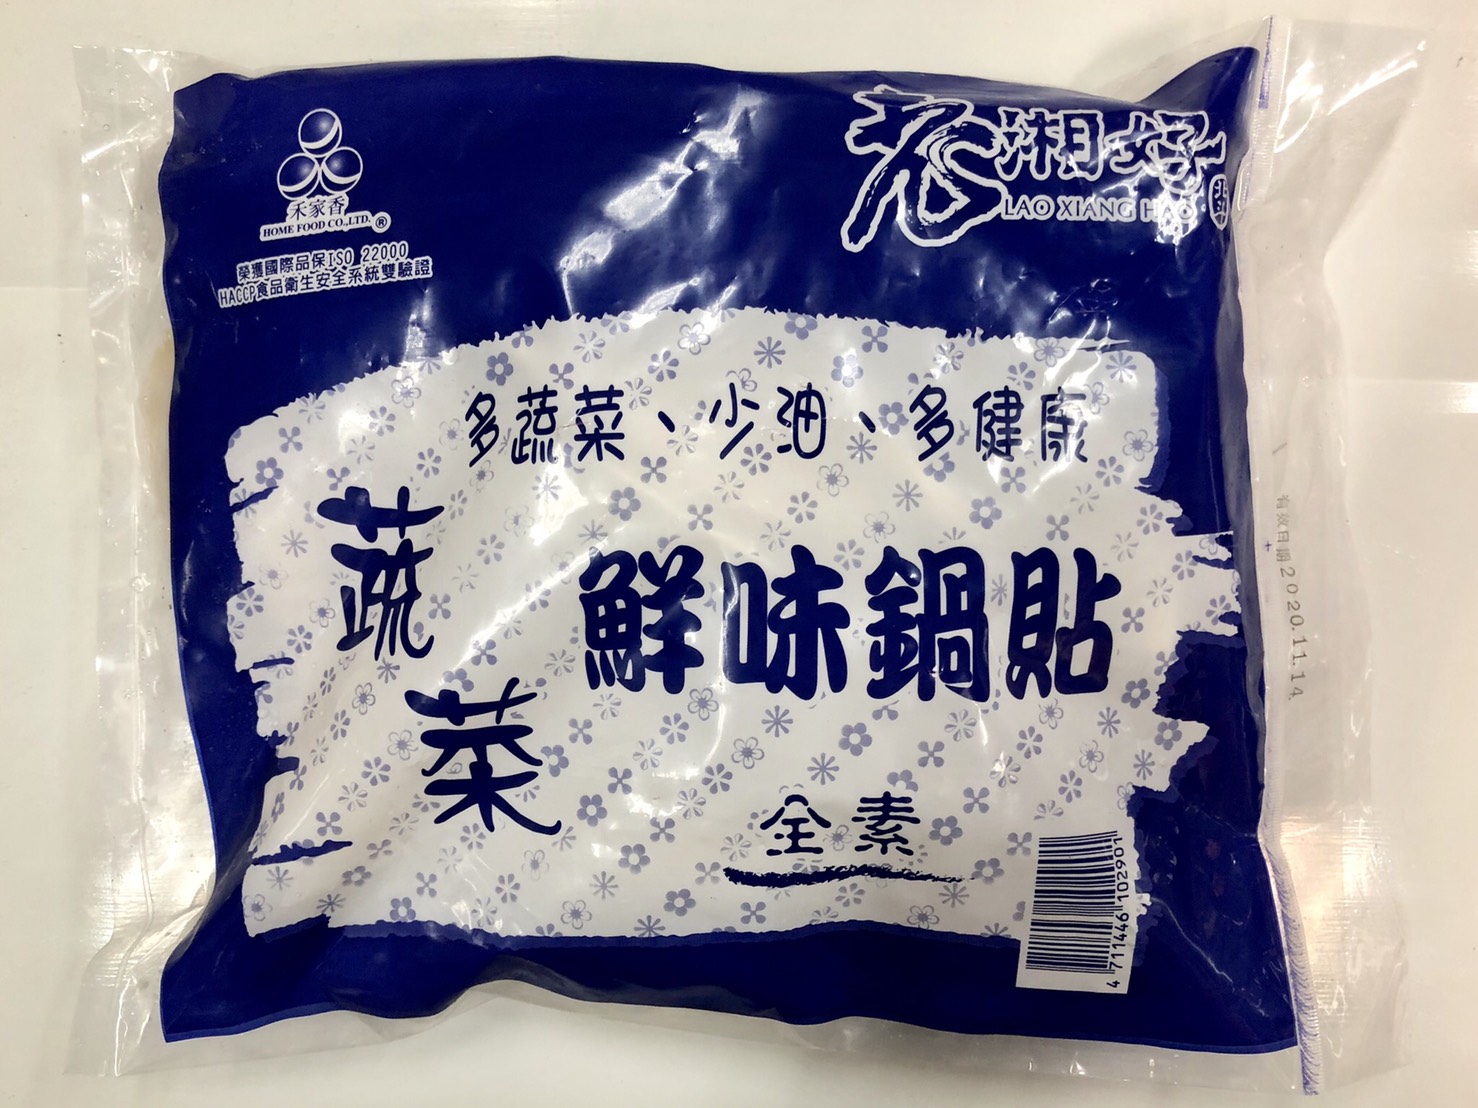 禾家香
HOME FOOD CO.,LTD.®
榮獲國際品保ISO 22000
HACCP食品衛生安全系統雙驗證
老湘好
LAO XIANG HAO
多蔬菜、少油、多健康
蔬菜
鮮味鍋貼
全素
有效日期2020.11.14
4 711446 102901